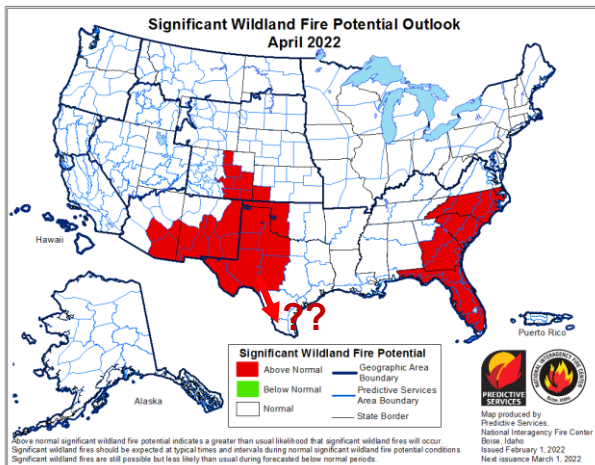 Significant Wildland Fire Potential Outlook
April 2022
Hawaii
Alaska
??
Puerto Rico
Significant Wildland Fire Potential
Above Normal
Below Normal
Normal
Geographic Area
Boundary
Predictive Services
Area Boundary
State Border
PREDICTIVE
SERVICES
NATIONAL INTERAGENCY FIRE CENTER
Boise, Idaho
Map produced by
Predictive Services,
National Interagency Fire Center
Boise, Idaho
Issued February 1, 2022
Next issuance March 1, 2022
Above normal significant wildland fire potential indicates a greater than usual likelihood that significant wildland fires will occur.
Significant wildland fires should be expected at typical times and intervals during normal significant wildland fire potential conditions.
Significant wildland fires are still possible but less likely than usual during forecasted below normal periods.